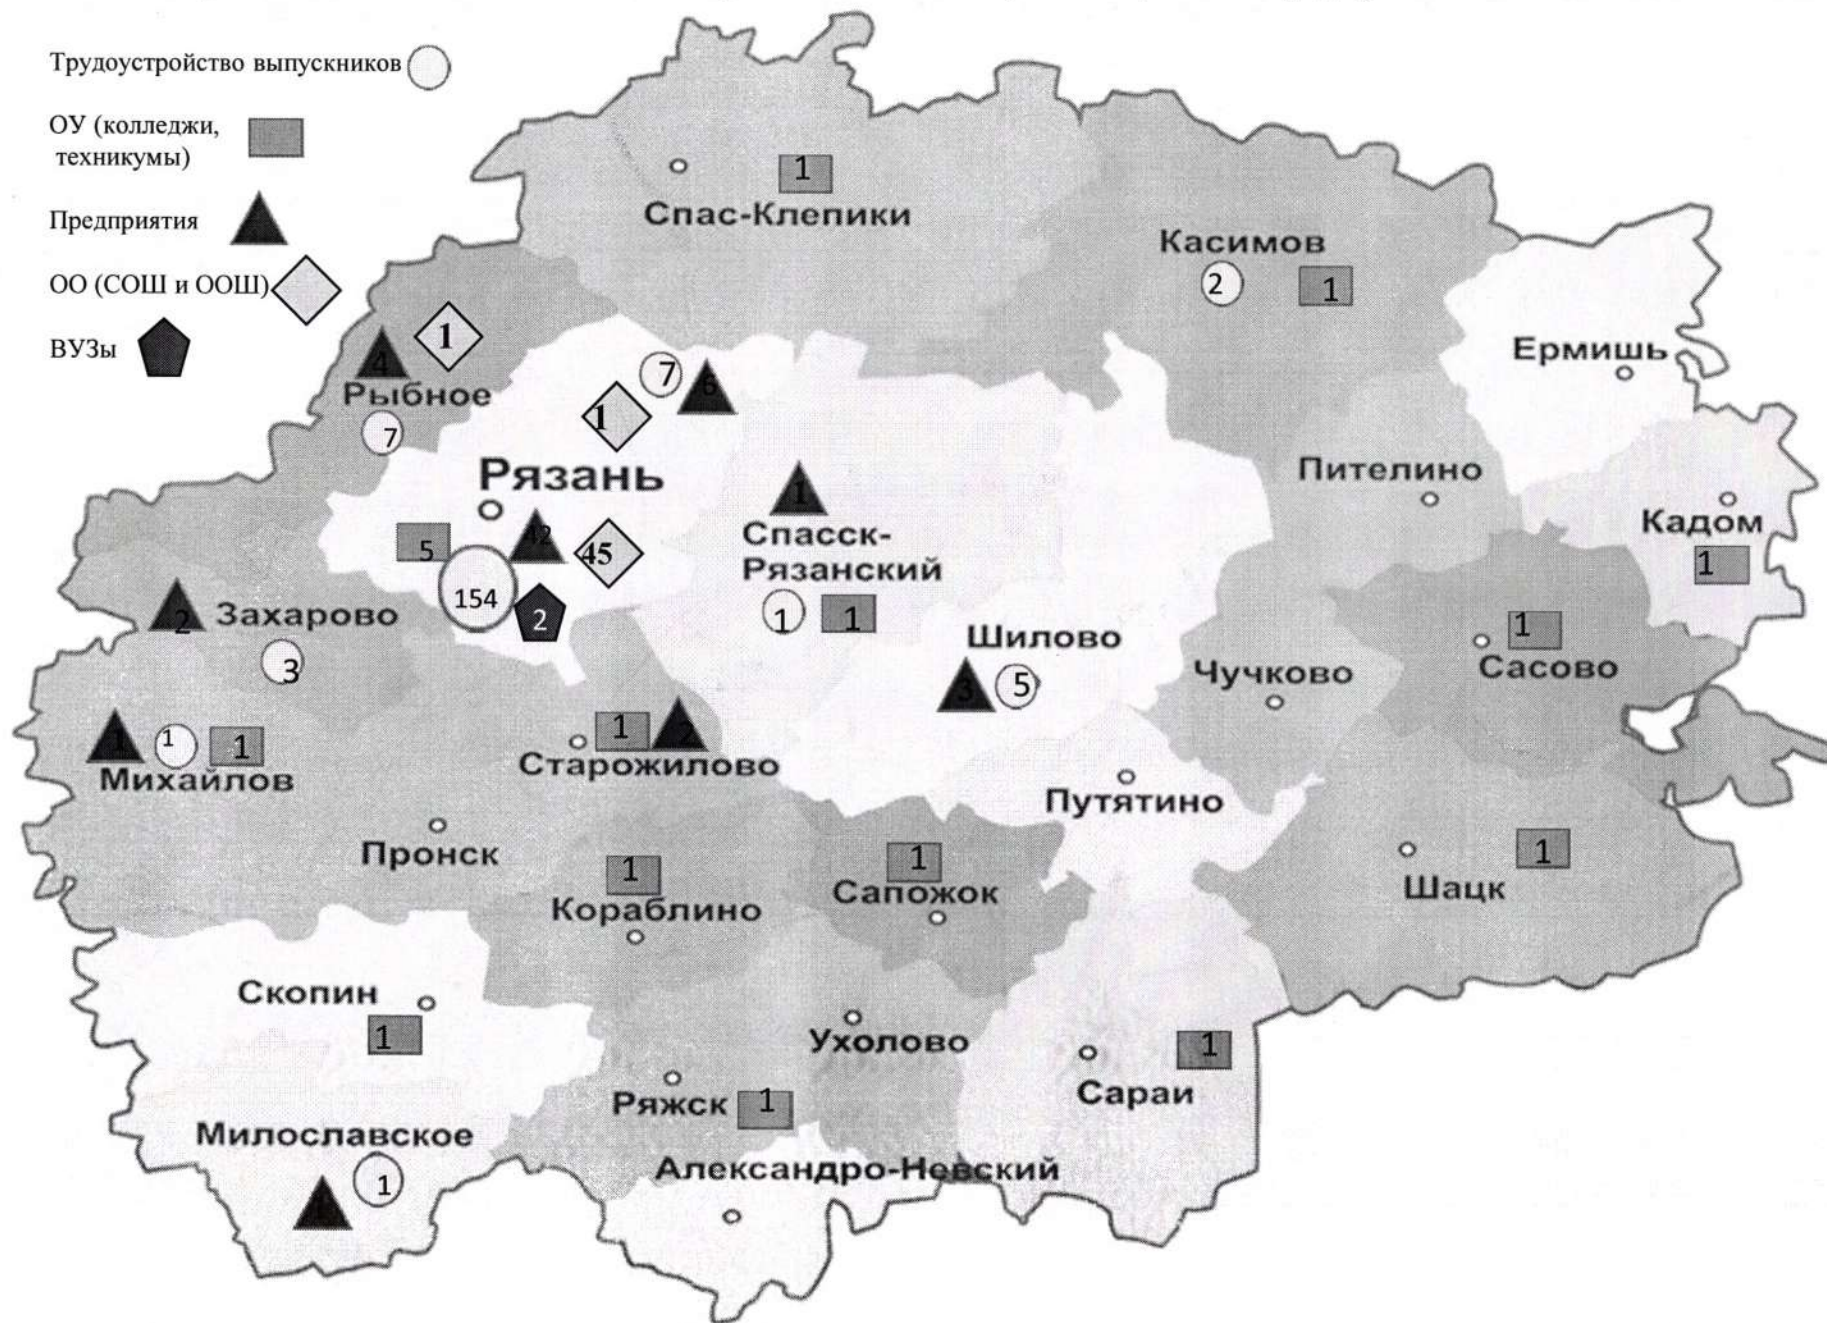 Трудоустройство выпускников
ОУ (колледжи,
техникумы)
Предприятия
ОО (СОШ и ООШ)
ВУЗы
1
Спас-Клепики
Касимов
2
1
Ермишь
4
1
Рыбное
7
7
6
1
Рязань
5
42
45
154
2
1
Спасск-
Рязанский
1
1
Пителино
Кадом
1
2
Захарово
3
Шилово
3
5
Чучково
1
Сасово
1
1
1
Михайлов
1
2
Старожилово
Путятино
Пронск
1
Кораблино
1
Сапожок
1
Шацк
Скопин
1
Ухолово
1
Сараи
Ряжск
1
Милославское
1
Александро-Невский